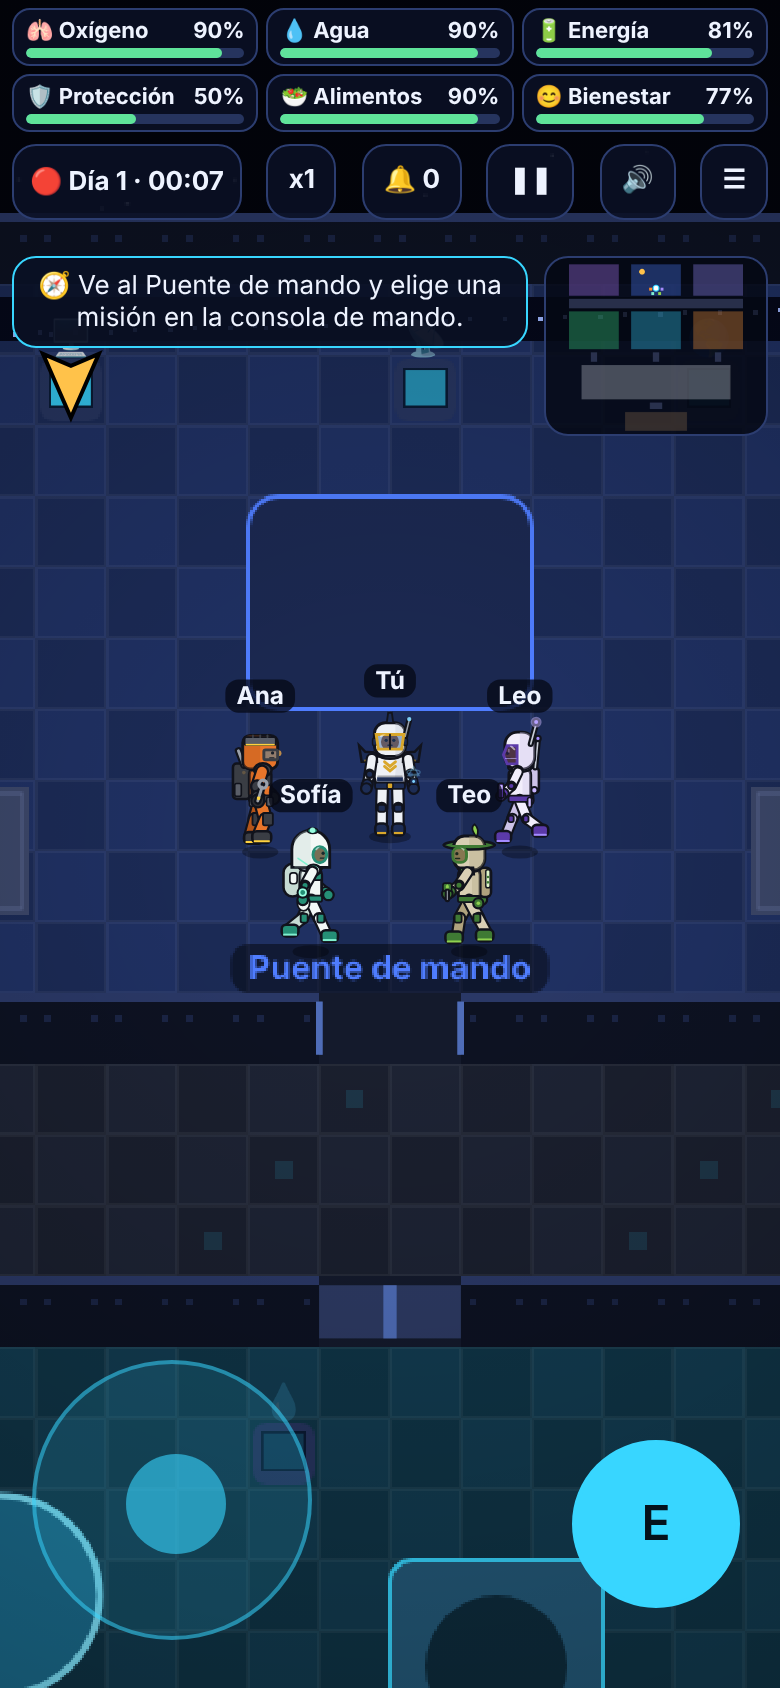 🫁 Oxígeno 90%
💧 Agua 90%
🔋 Energía 81%
🛡️ Protección 50%
🥗 Alimentos 90%
😊 Bienestar 77%
🔴 Día 1 · 00:07
x1
🔔 0
❚❚
🔊
☰
🧭 Ve al Puente de mando y elige una
misión en la consola de mando.
Tú
Ana
Leo
Sofía
Teo
Puente de mando
E